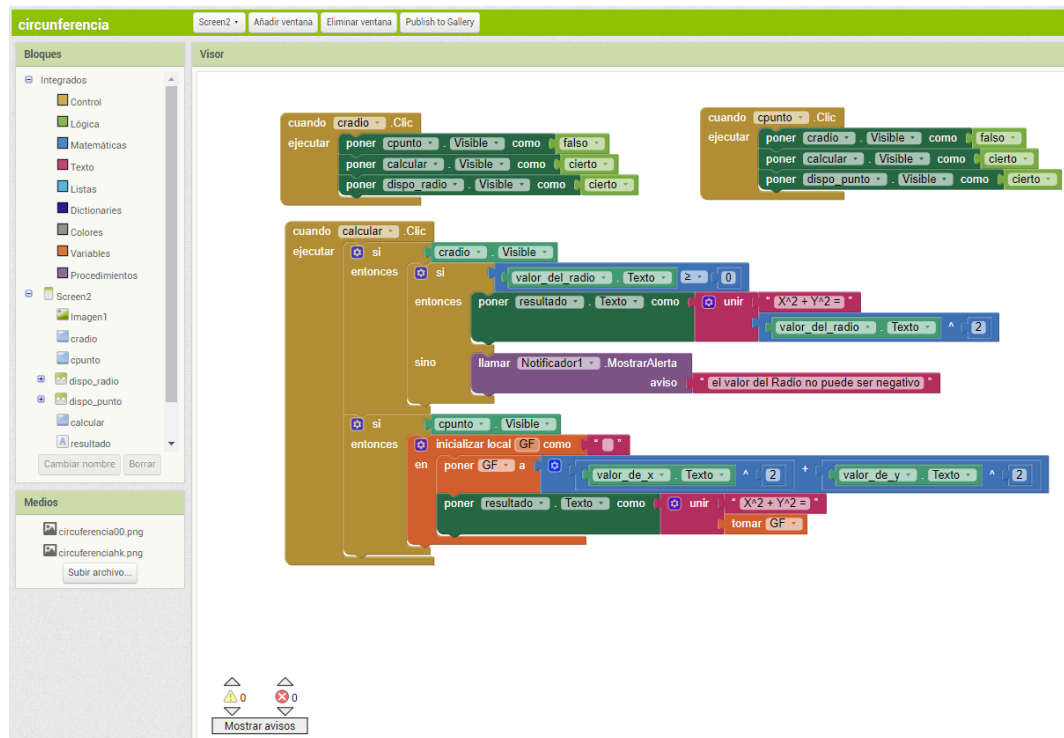 circunferencia
Screen2 Añadir ventana Eliminar ventana Publish to Gallery
Bloques
Integrados
Control
Lógica
Matemáticas
Texto
Listas
Dictionaries
Colores
Variables
Procedimientos
Screen2
Imagen1
cradio
cpunto
dispo_radio
dispo_punto
calcular
resultado
Cambiar nombre Borrar
Medios
circuferencia00.png
circuferenciahk.png
Subir archivo...
Visor
cuando cradio .Clic
ejecutar poner cpunto . Visible como falso
poner calcular . Visible como cierto
poner dispo_radio . Visible como cierto
cuando cpunto .Clic
ejecutar poner cradio . Visible como falso
poner calcular . Visible como cierto
poner dispo_punto . Visible como cierto
cuando calcular .Clic
ejecutar si cradio . Visible
entonces si valor_del_radio . Texto ≥ 0
entonces poner resultado . Texto como unir " X^2 + Y^2 = "
valor_del_radio . Texto ^ 2
sino llamar Notificador1 .MostrarAlerta
aviso " el valor del Radio no puede ser negativo "
si cpunto . Visible
entonces inicializar local GF como " "
en poner GF a valor_de_x . Texto ^ 2 + valor_de_y . Texto ^ 2
poner resultado . Texto como unir " X^2 + Y^2 = "
tomar GF
0 0
Mostrar avisos